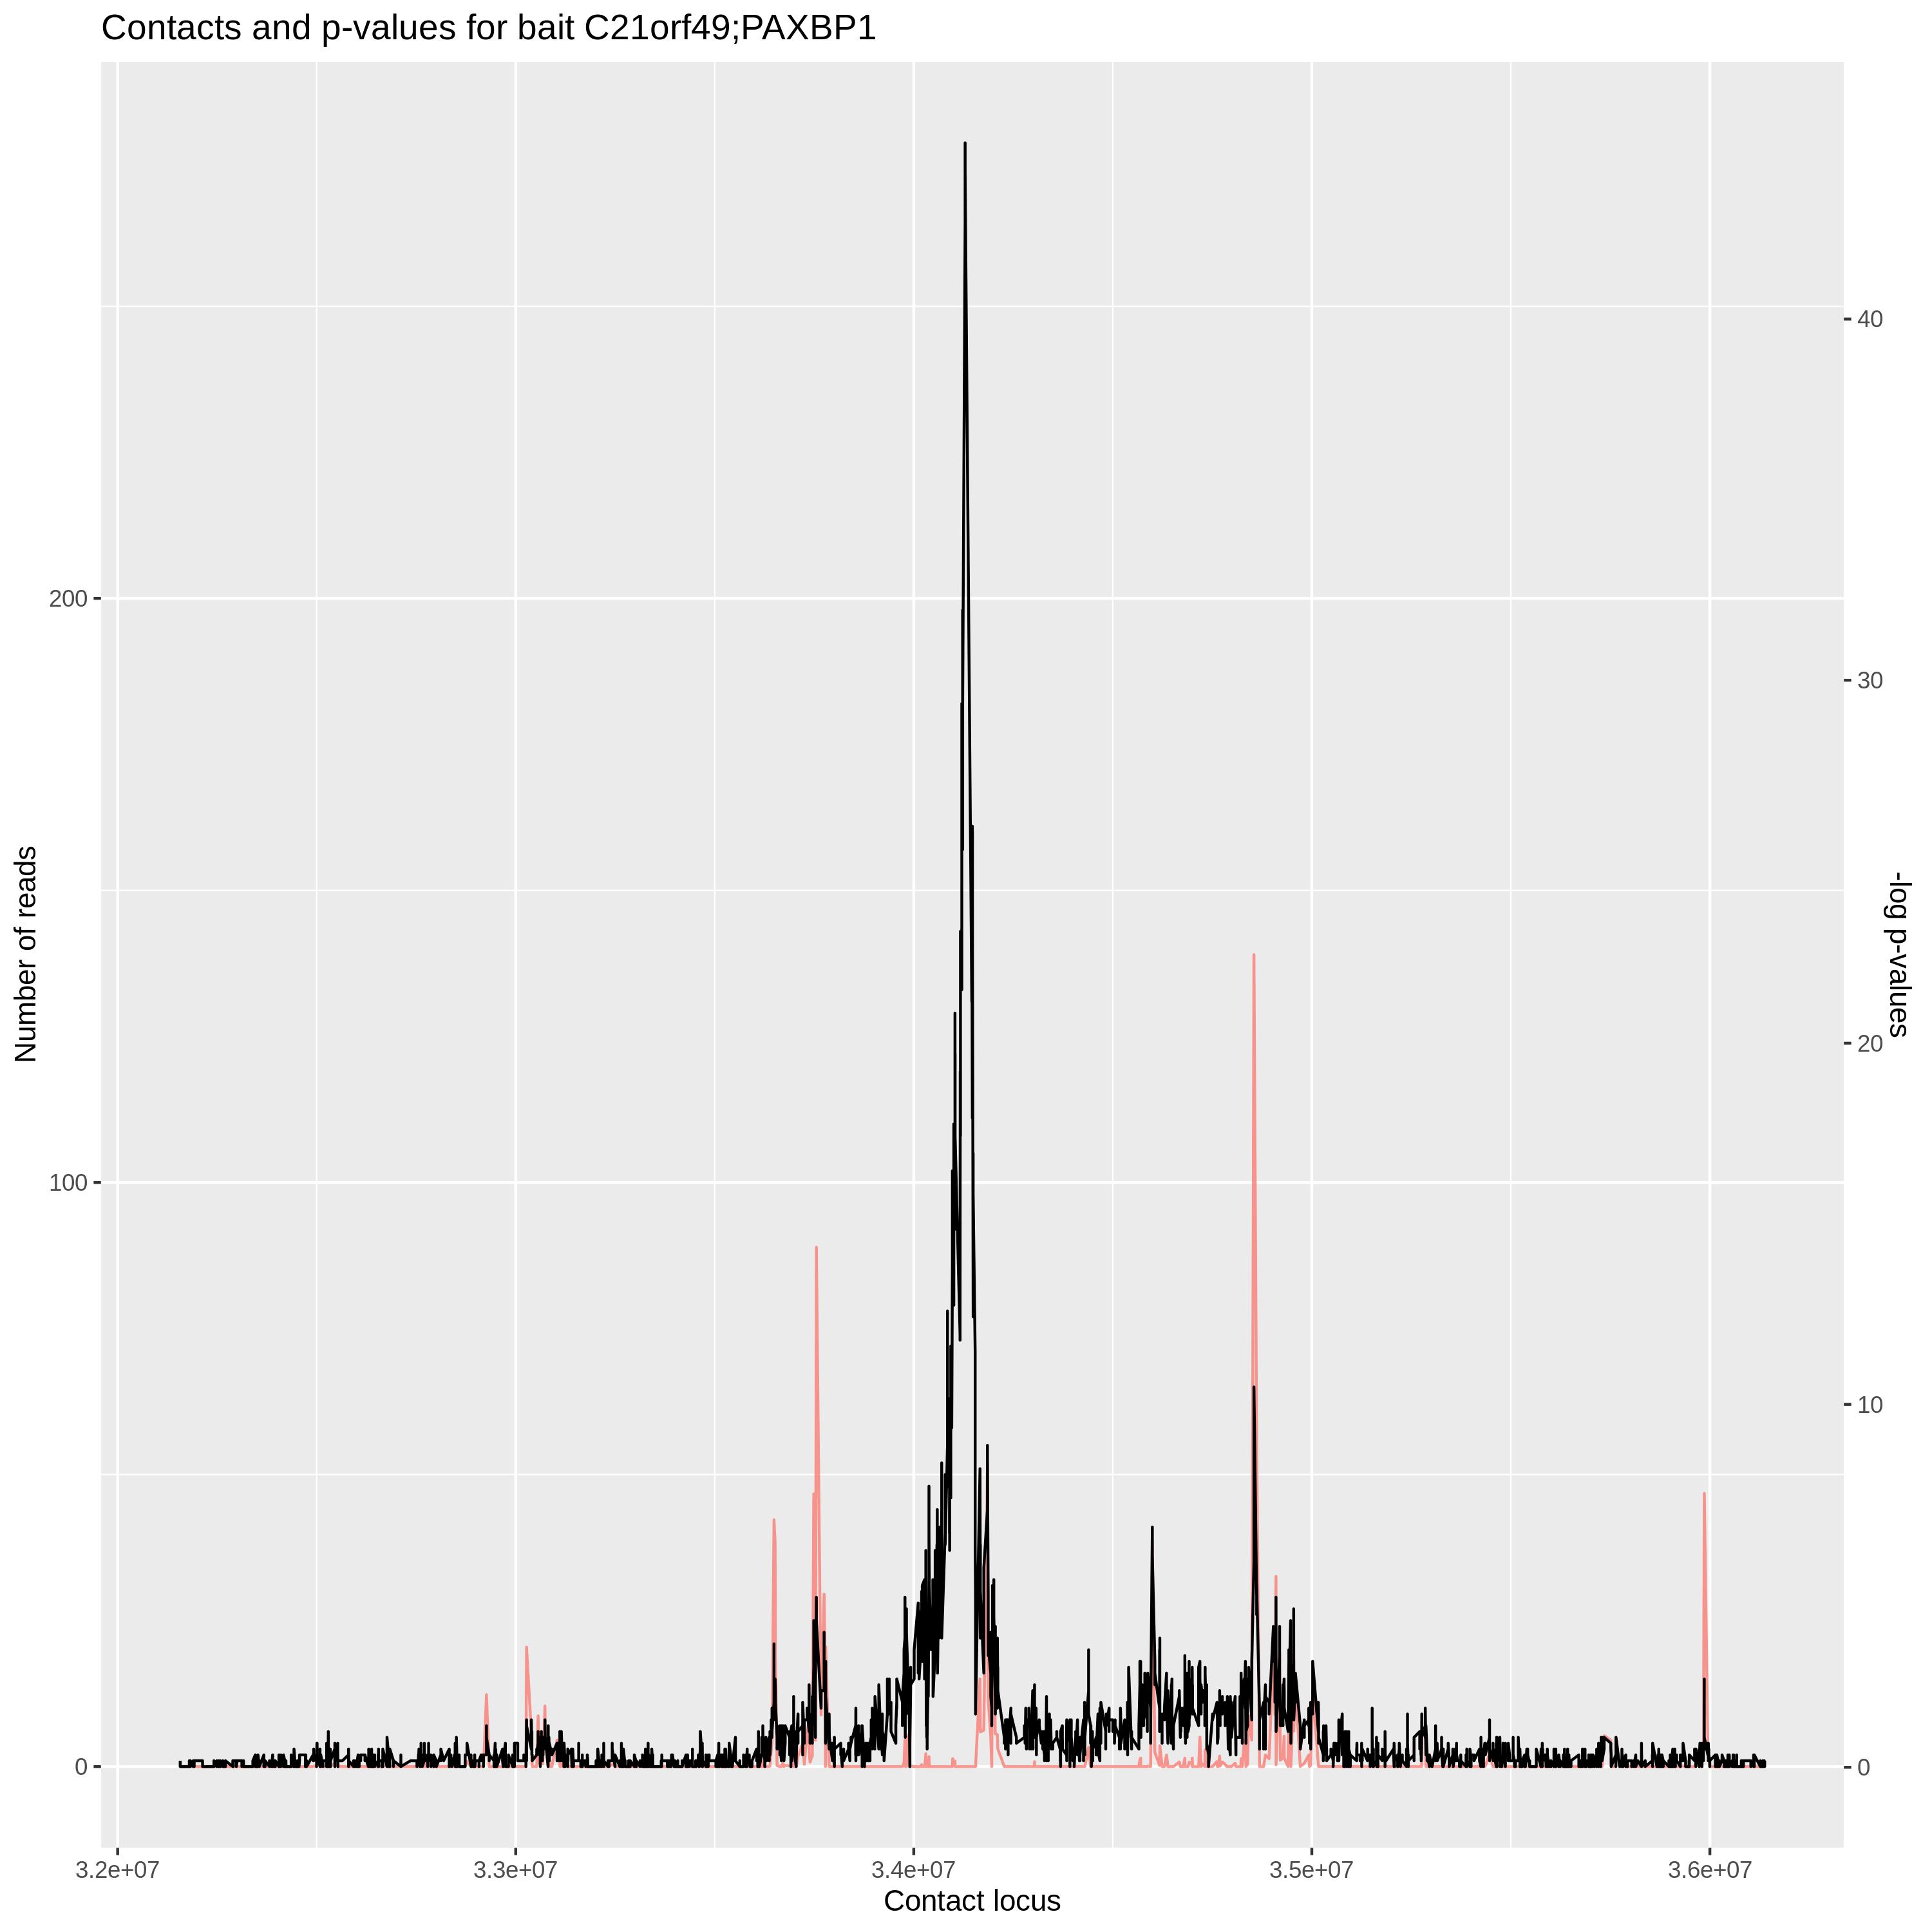 Contacts and p-values for bait C21orf49;PAXBP1
Number of reads
200
100
0
40
30
20
10
0
-log p-values
3.2e+07
3.3e+07
3.4e+07
3.5e+07
3.6e+07
Contact locus